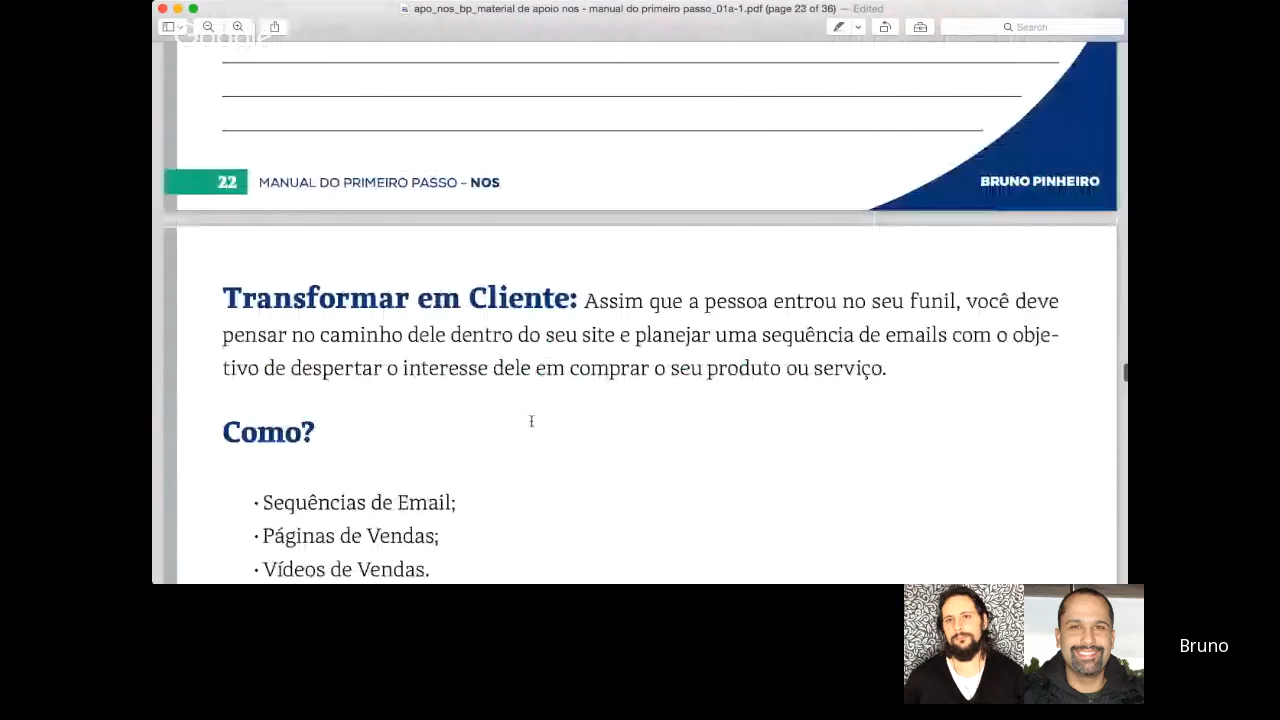 apo_nos_bp_material de apoio nos - manual do primeiro passo_01a-1.pdf (page 23 of 36) — Edited
Google
Search
22 MANUAL DO PRIMEIRO PASSO - NOS
BRUNO PINHEIRO
Transformar em Cliente: Assim que a pessoa entrou no seu funil, você deve
pensar no caminho dele dentro do seu site e planejar uma sequência de emails com o obje-
tivo de despertar o interesse dele em comprar o seu produto ou serviço.
Como?
· Sequências de Email;
· Páginas de Vendas;
· Vídeos de Vendas.
Bruno